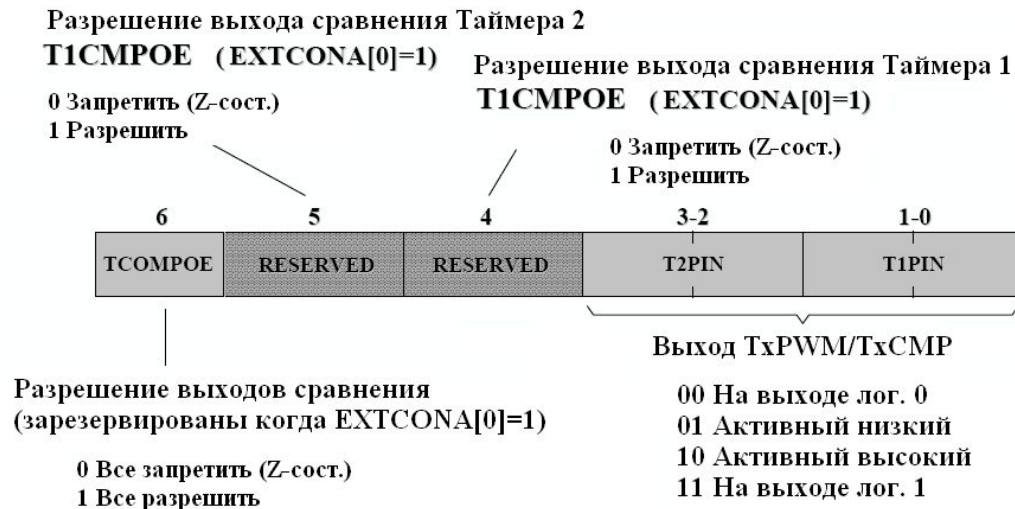 Разрешение выхода сравнения Таймера 2
T1CMPOE (EXTCONA[0]=1)
0 Запретить (Z-сост.)
1 Разрешить
Разрешение выхода сравнения Таймера 1
T1CMPOE (EXTCONA[0]=1)
0 Запретить (Z-сост.)
1 Разрешить
6 5 4 3-2 1-0
TCOMPOE RESERVED RESERVED T2PIN T1PIN
Разрешение выходов сравнения
(зарезервированы когда EXTCONA[0]=1)
0 Все запретить (Z-сост.)
1 Все разрешить
Выход TxPWM/TxCMP
00 На выходе лог. 0
01 Активный низкий
10 Активный высокий
11 На выходе лог. 1